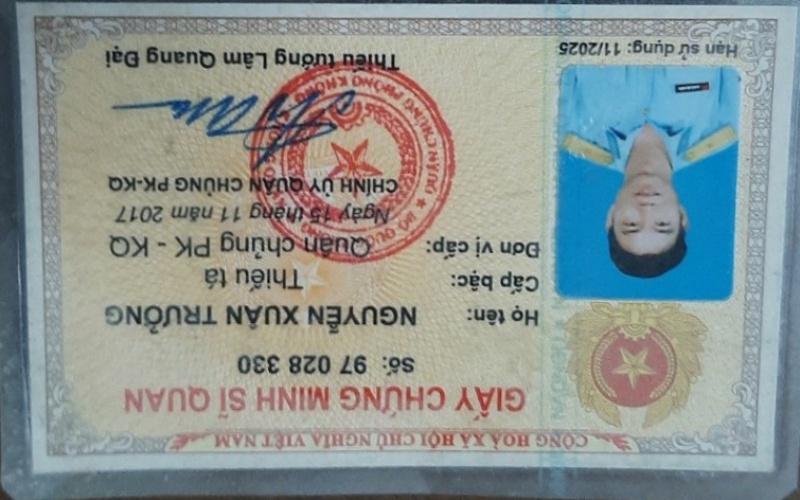 CỘNG HOÀ XÃ HỘI CHỦ NGHĨA VIỆT NAM
GIẤY CHỨNG MINH SĨ QUAN
Số: 97 028 330
Họ tên: NGUYỄN XUÂN TRƯỜNG
Cấp bậc: Thiếu tá
Đơn vị cấp: Quân chủng PK - KQ
Ngày 15 tháng 11 năm 2017
CHÍNH ỦY QUÂN CHỦNG PK-KQ
Thiếu tướng Lâm Quang Đại
Hạn sử dụng: 11/2025